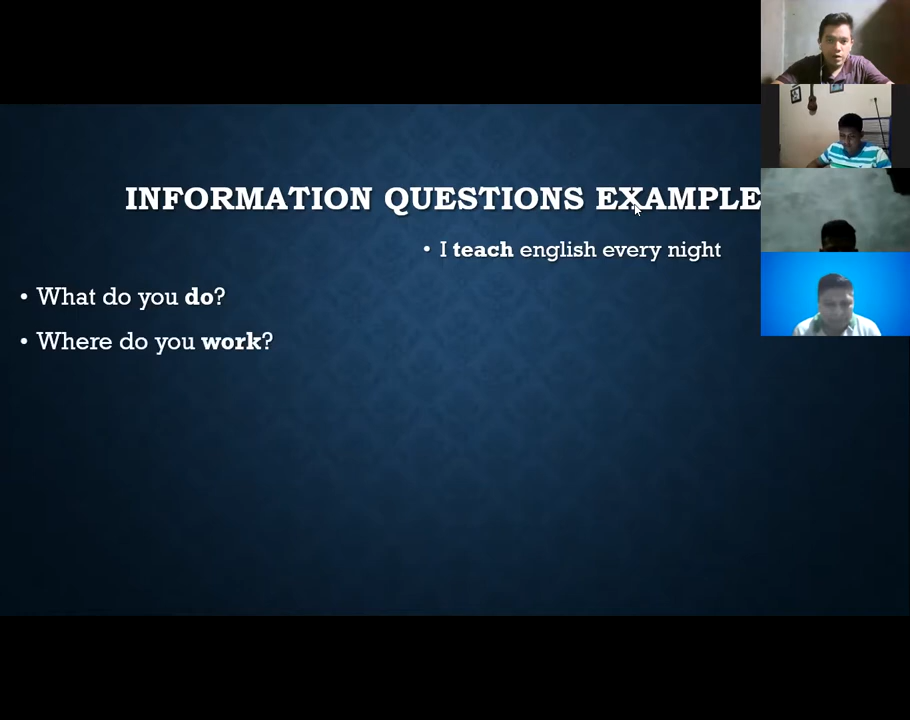 INFORMATION QUESTIONS EXAMPLE
• I teach english every night
• What do you do?
• Where do you work?